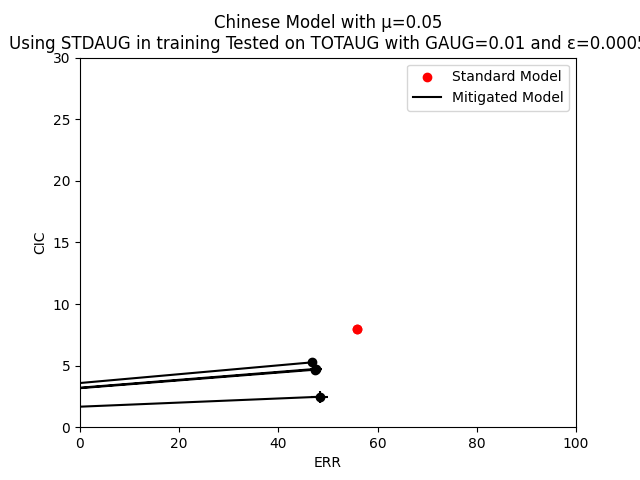 Chinese Model with μ=0.05
Using STDAUG in training Tested on TOTAUG with GAUG=0.01 and ε=0.0005
Standard Model
Mitigated Model
30
25
20
15
10
5
0
CIC
0 20 40 60 80 100
ERR